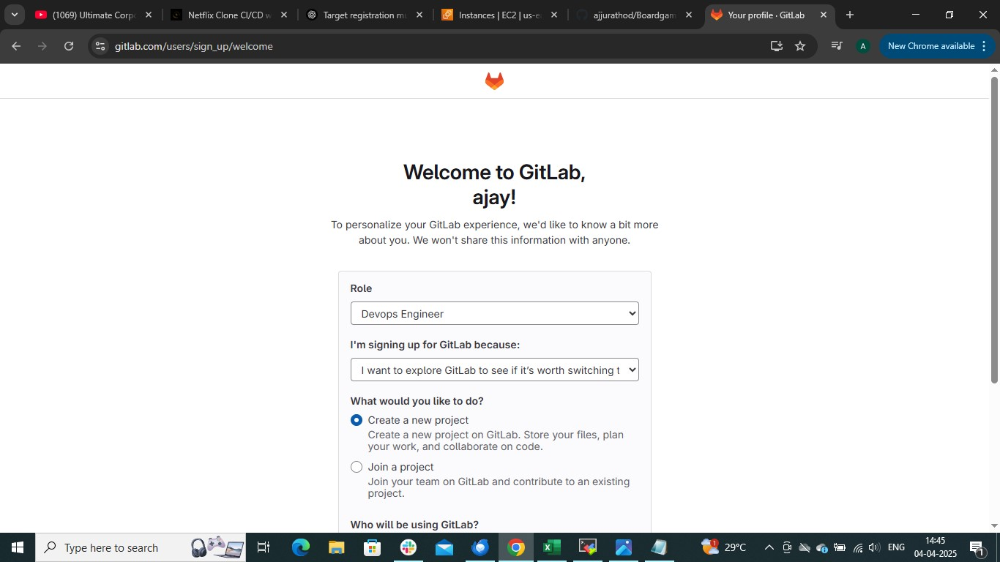 (1069) Ultimate Corpo
Netflix Clone CI/CD w
Target registration mu
Instances | EC2 | us-ea
ajjurathod/Boardgam
Your profile · GitLab
gitlab.com/users/sign_up/welcome
A
New Chrome available
Welcome to GitLab,
ajay!
To personalize your GitLab experience, we'd like to know a bit more
about you. We won't share this information with anyone.
Role
Devops Engineer
I'm signing up for GitLab because:
I want to explore GitLab to see if it’s worth switching t
What would you like to do?
Create a new project
Create a new project on GitLab. Store your files, plan
your work, and collaborate on code.
Join a project
Join your team on GitLab and contribute to an existing
project.
Who will be using GitLab?
Type here to search
1
29°C
ENG
14:45
04-04-2025
1